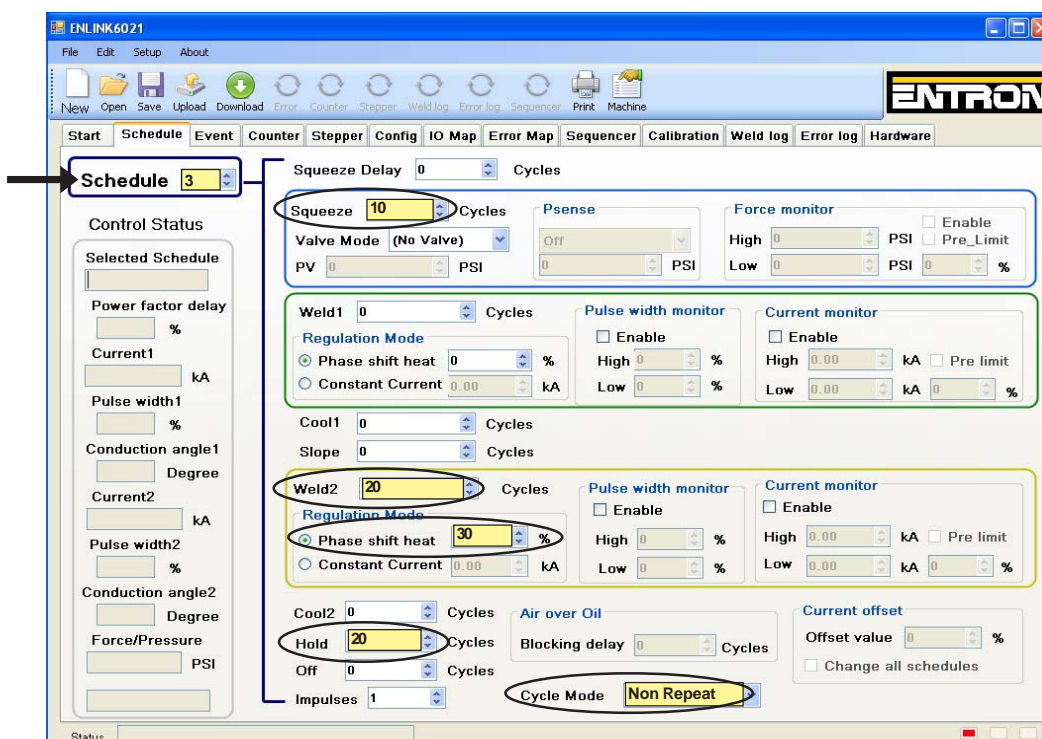 ENLINK6021
File Edit Setup About
New Open Save Upload Download Error Counter Stepper Weld log Error log Sequencer Print Machine
ENTRON
Start Schedule Event Counter Stepper Config IO Map Error Map Sequencer Calibration Weld log Error log Hardware
Schedule 3
Control Status
Selected Schedule
Power factor delay
%
Current1
kA
Pulse width1
%
Conduction angle1
Degree
Current2
kA
Pulse width2
%
Conduction angle2
Degree
Force/Pressure
PSI
Squeeze Delay 0 Cycles
Squeeze 10 Cycles
Valve Mode (No Valve)
PV 0 PSI
Psense
Off
0 PSI
Force monitor
Enable
High 0 PSI Pre_Limit
Low 0 PSI 0 %
Weld1 0 Cycles
Regulation Mode
Phase shift heat 0 %
Constant Current 0.00 kA
Pulse width monitor
Enable
High 0 %
Low 0 %
Current monitor
Enable
High 0.00 kA Pre limit
Low 0.00 kA 0 %
Cool1 0 Cycles
Slope 0 Cycles
Weld2 20 Cycles
Regulation Mode
Phase shift heat 30 %
Constant Current 0.00 kA
Pulse width monitor
Enable
High 0 %
Low 0 %
Current monitor
Enable
High 0.00 kA Pre limit
Low 0.00 kA 0 %
Cool2 0 Cycles
Hold 20 Cycles
Off 0 Cycles
Impulses 1
Air over Oil
Blocking delay 0 Cycles
Cycle Mode Non Repeat
Current offset
Offset value 0 %
Change all schedules
Status